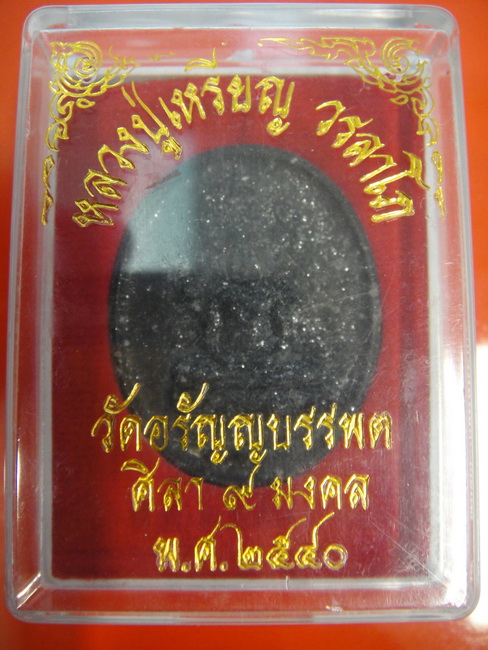 หลวงปู่เหรียญ วรลาโภ
วัดอรัญญบรรพต
ศิลา ๙ มงคล
พ.ศ.๒๕๔๐